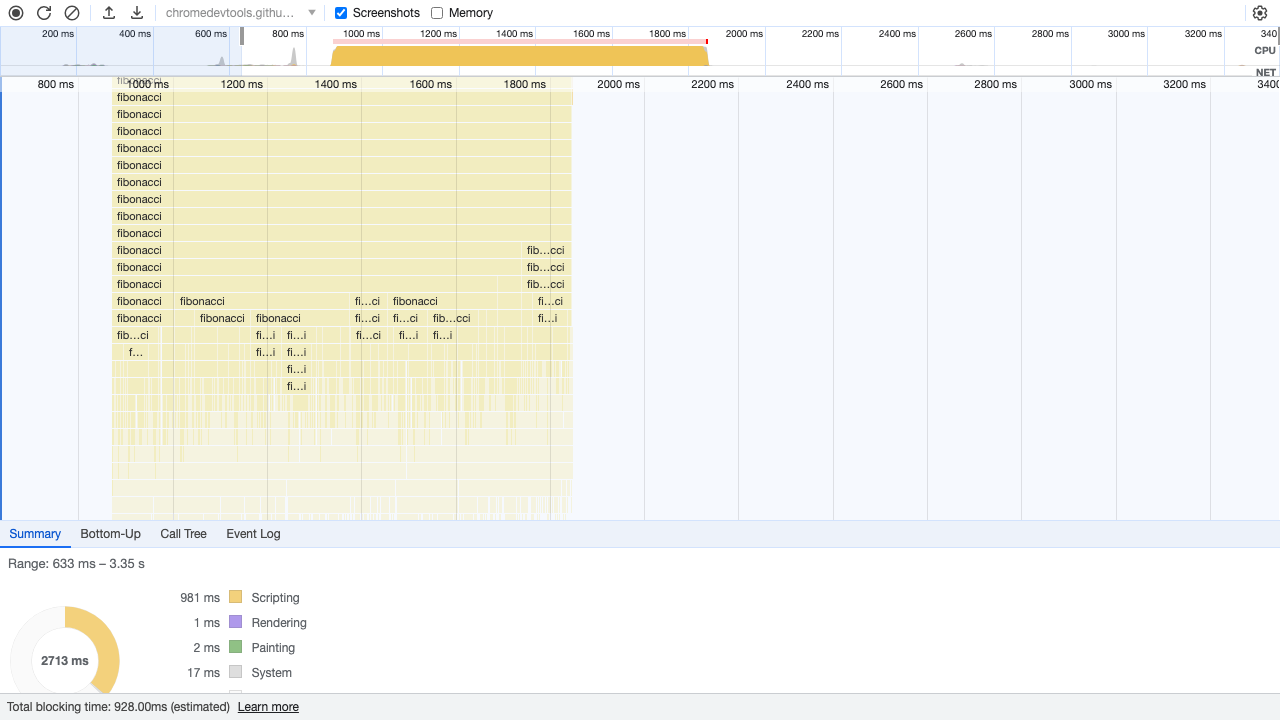 chromedevtools.githu… Screenshots Memory
200 ms 400 ms 600 ms 800 ms 1000 ms 1200 ms 1400 ms 1600 ms 1800 ms 2000 ms 2200 ms 2400 ms 2600 ms 2800 ms 3000 ms 3200 ms 340
CPU
NET
fibonacci
800 ms 1000 ms 1200 ms 1400 ms 1600 ms 1800 ms 2000 ms 2200 ms 2400 ms 2600 ms 2800 ms 3000 ms 3200 ms 3400
fibonacci
fibonacci
fibonacci
fibonacci
fibonacci
fibonacci
fibonacci
fibonacci
fibonacci
fibonacci fib…cci
fibonacci fib…cci
fibonacci fib…cci
fibonacci fibonacci fi…ci fibonacci fi…ci
fibonacci fibonacci fibonacci fi…ci fi…ci fib…cci fi…i
fib…ci fi…i fi…i fi…ci fi…i fi…i
f… fi…i fi…i
fi…i
fi…i
Summary Bottom-Up Call Tree Event Log
Range: 633 ms – 3.35 s
981 ms Scripting
1 ms Rendering
2713 ms
2 ms Painting
17 ms System
Total blocking time: 928.00ms (estimated) Learn more